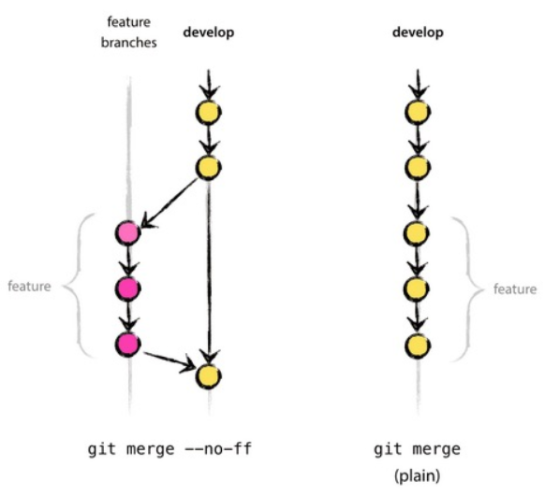 feature
branches
develop
develop
feature
feature
git merge --no-ff
git merge
(plain)